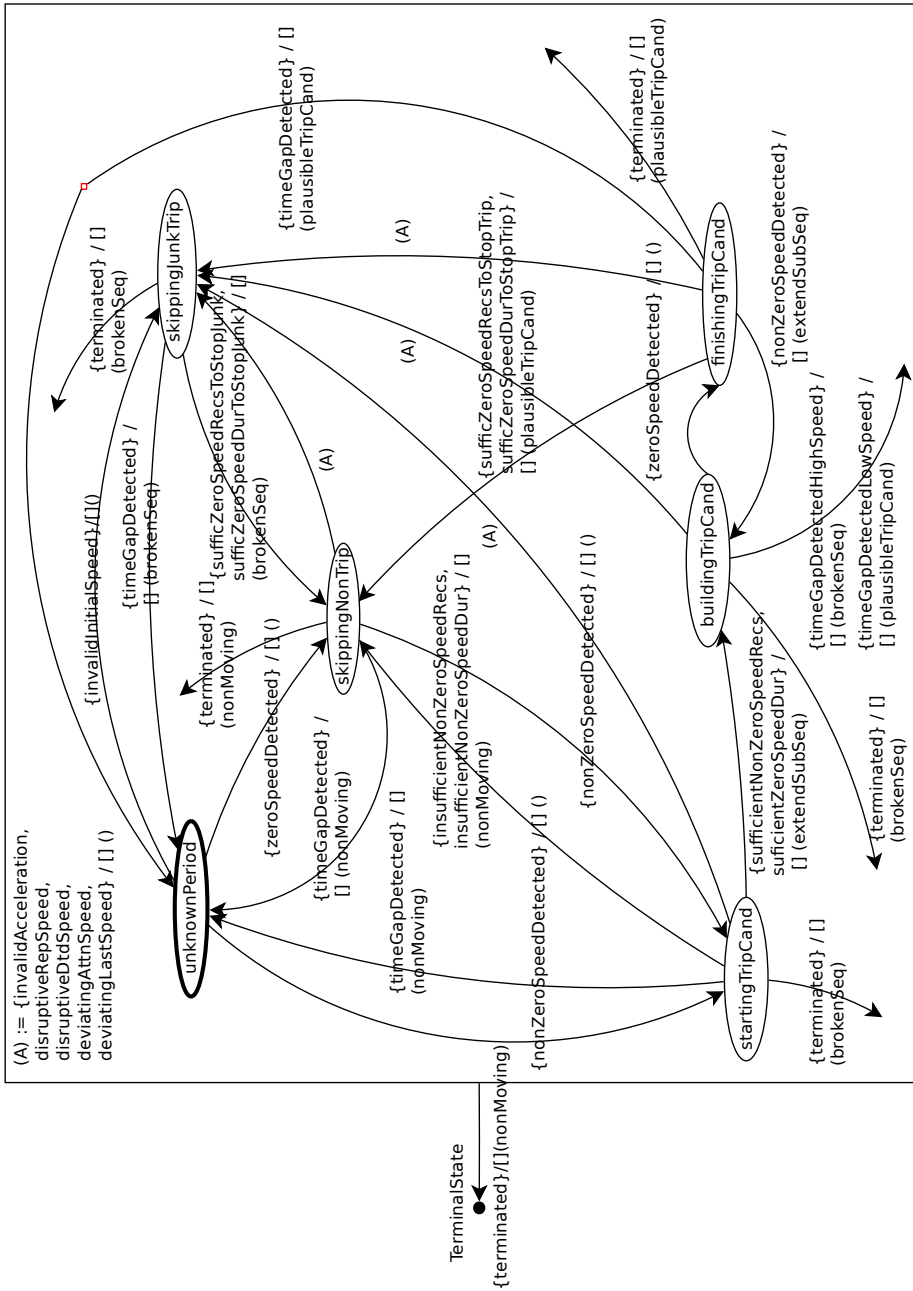 (A) := {invalidAcceleration,
disruptiveRepSpeed,
disruptiveDtdSpeed,
deviatingAttnSpeed,
deviatingLastSpeed} / [] ()
unknownPeriod
{invalidInitialSpeed}/[]()
{timeGapDetected} /
[] (brokenSeq)
{terminated} / []
(brokenSeq)
skippingJunkTrip
{timeGapDetected} / []
(plausibleTripCand)
{sufficZeroSpeedRecsToStopJunk,
sufficZeroSpeedDurToStopJunk} / []
(brokenSeq)
{terminated} / []
(nonMoving)
{zeroSpeedDetected} / [] ()
{timeGapDetected} /
[] (nonMoving)
skippingNonTrip
(A)
(A)
(A)
(A)
{timeGapDetected} / []
(nonMoving)
{insufficientNonZeroSpeedRecs,
insufficientNonZeroSpeedDur} / []
(nonMoving)
{sufficZeroSpeedRecsToStopTrip,
sufficZeroSpeedDurToStopTrip} /
[] (plausibleTripCand)
{nonZeroSpeedDetected} / [] ()
{nonZeroSpeedDetected} / [] ()
{zeroSpeedDetected} / [] ()
{terminated} / []
(plausibleTripCand)
startingTripCand
buildingTripCand
finishingTripCand
{sufficientNonZeroSpeedRecs,
suficientZeroSpeedDur} /
[] (extendSubSeq)
{nonZeroSpeedDetected} /
[] (extendSubSeq)
{timeGapDetectedHighSpeed} /
[] (brokenSeq)
{timeGapDetectedLowSpeed} /
[] (plausibleTripCand)
{terminated} / []
(brokenSeq)
{terminated} / []
(brokenSeq)
TerminalState
{terminated}/[](nonMoving)